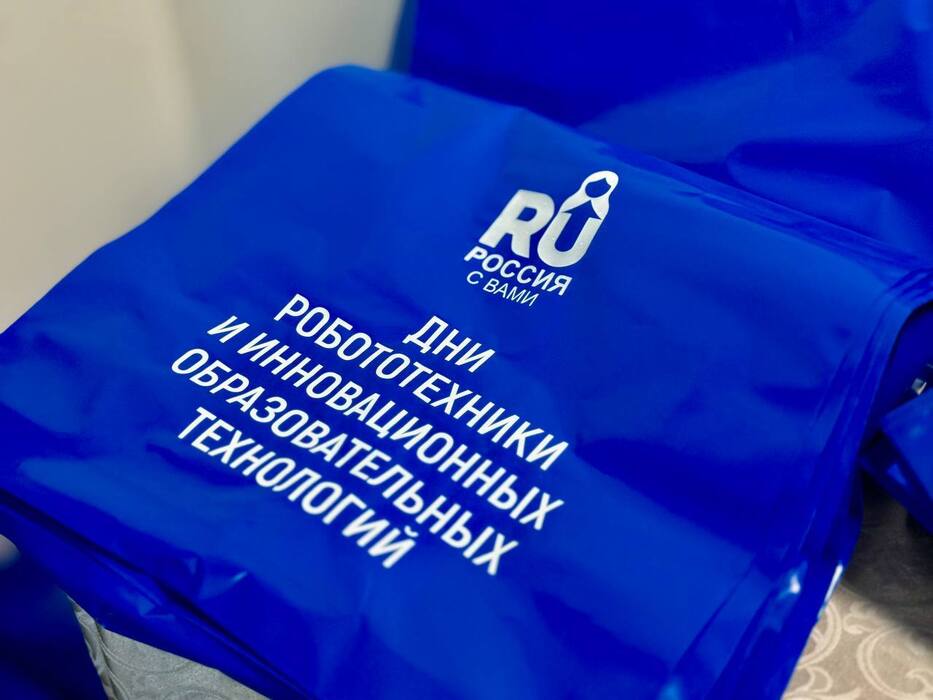 RU
РОССИЯ
С ВАМИ
ДНИ
РОБОТОТЕХНИКИ
И ИННОВАЦИОННЫХ
ОБРАЗОВАТЕЛЬНЫХ
ТЕХНОЛОГИЙ